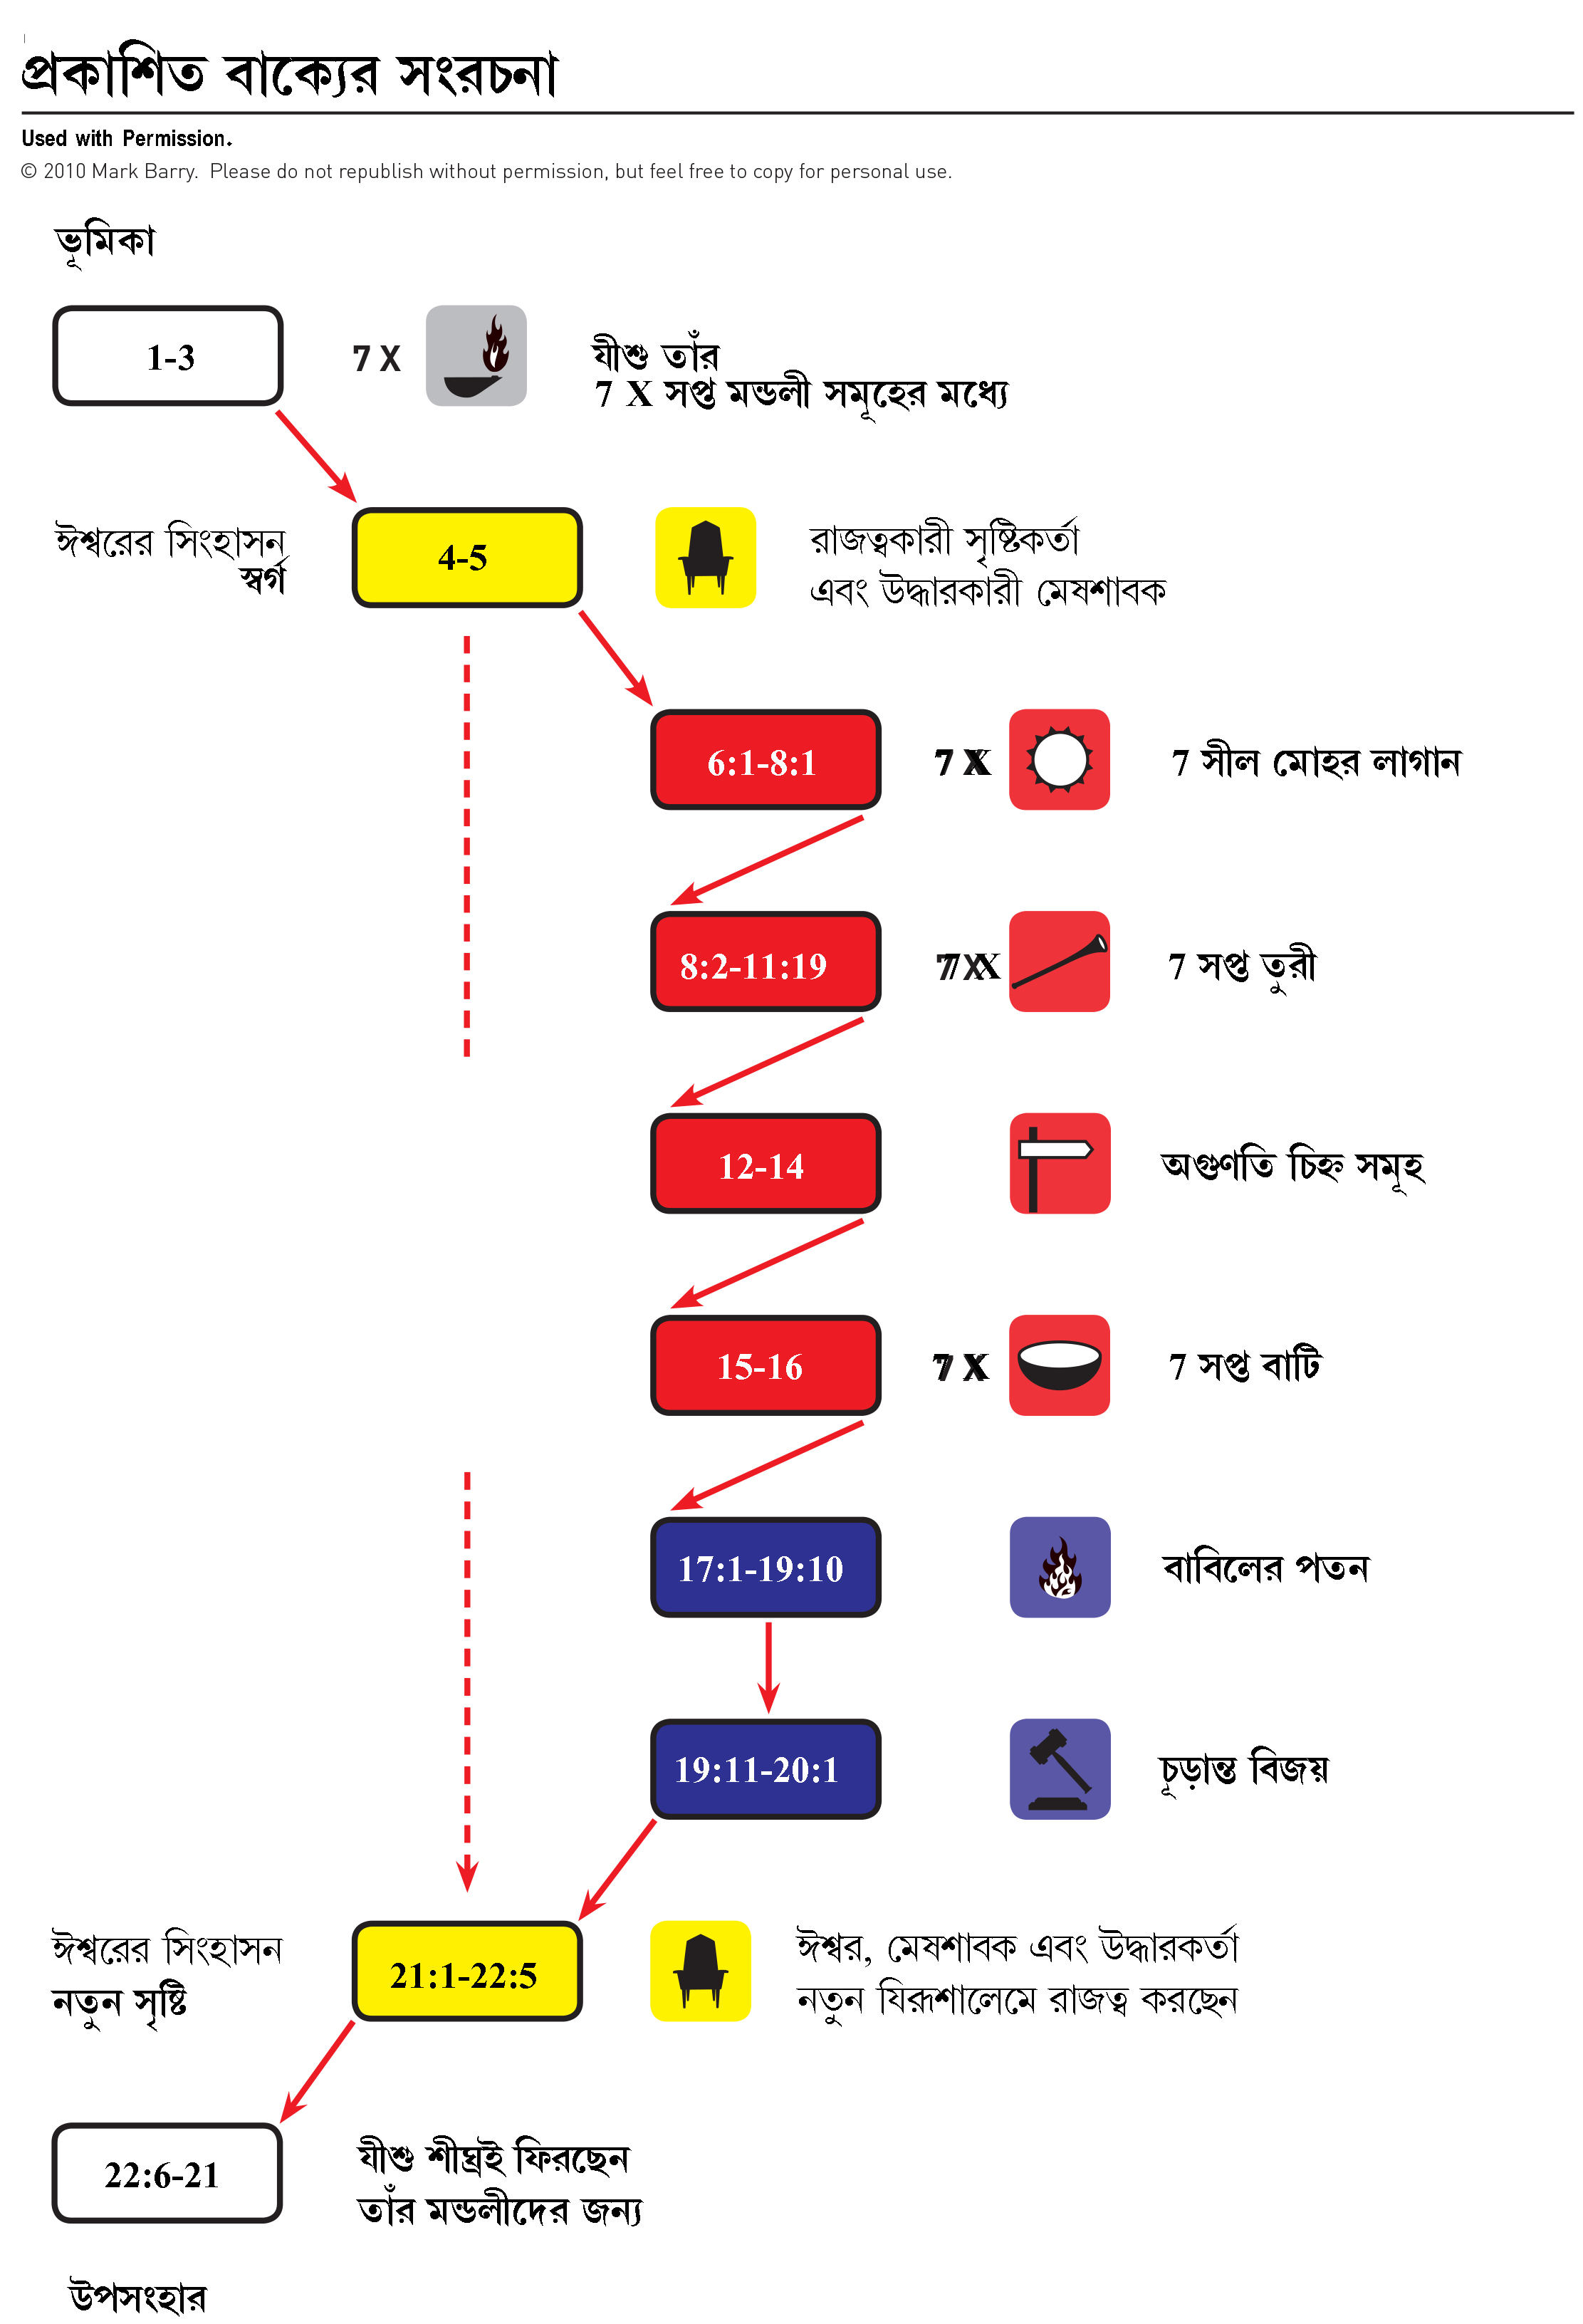 প্রকাশিত বাক্যের সংরচনা
Used with Permission.
© 2010 Mark Barry. Please do not republish without permission, but feel free to copy for personal use.
ভূমিকা
1-3
7 X
যীশু তাঁর
7 X সপ্ত মন্ডলী সমূহের মধ্যে
ঈশ্বরের সিংহাসন
স্বর্গ
4-5
রাজত্বকারী সৃষ্টিকর্তা
এবং উদ্ধারকারী মেষশাবক
6:1-8:1
7 X
7 সীল মোহর লাগান
8:2-11:19
7 X
7 সপ্ত তুরী
12-14
অগুণতি চিহ্ন সমূহ
15-16
7 X
7 সপ্ত বাটি
17:1-19:10
বাবিলের পতন
19:11-20:1
চূড়ান্ত বিজয়
ঈশ্বরের সিংহাসন
নতুন সৃষ্টি
21:1-22:5
ঈশ্বর, মেষশাবক এবং উদ্ধারকর্তা
নতুন যিরূশালেমে রাজত্ব করছেন
22:6-21
যীশু শীঘ্রই ফিরছেন
তাঁর মন্ডলীদের জন্য
উপসংহার